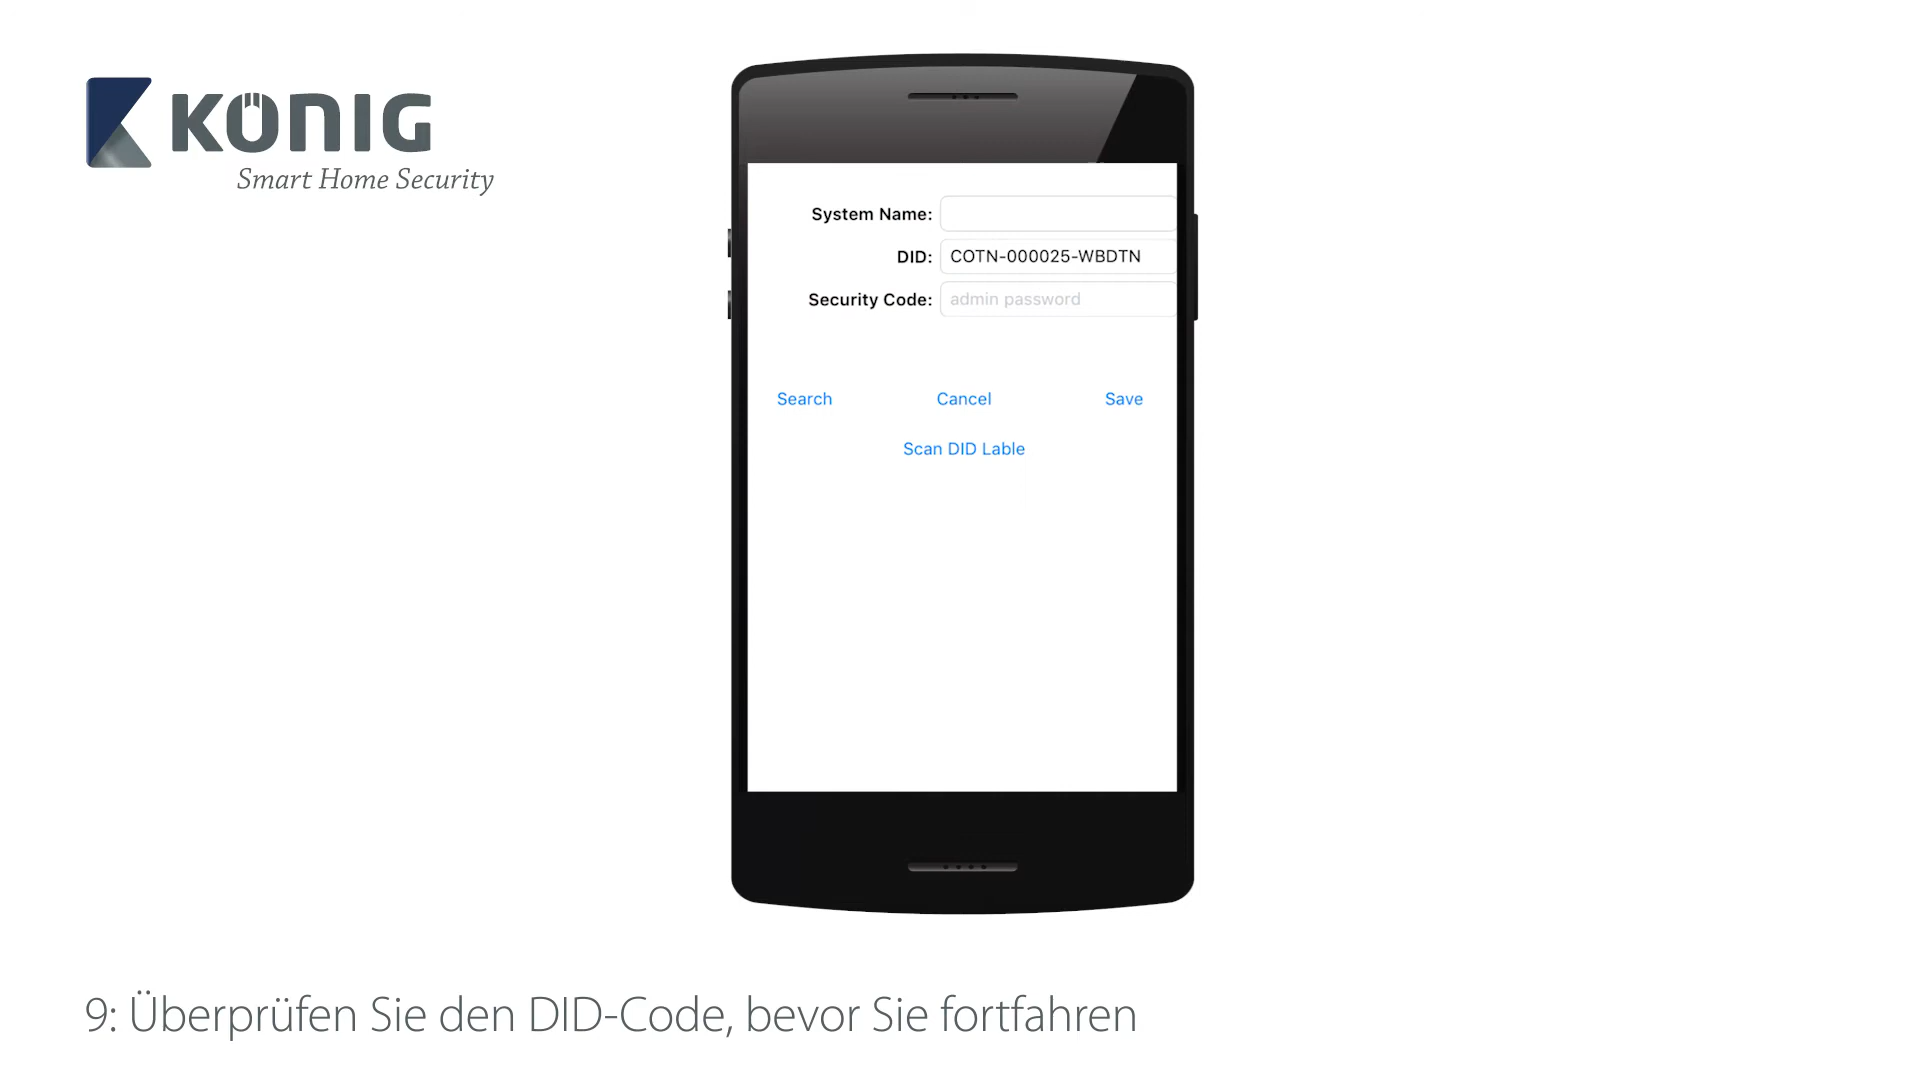 KÖNIG
Smart Home Security
System Name:
DID: COTN-000025-WBDTN
Security Code: admin password
Search Cancel Save
Scan DID Lable
9: Überprüfen Sie den DID-Code, bevor Sie fortfahren